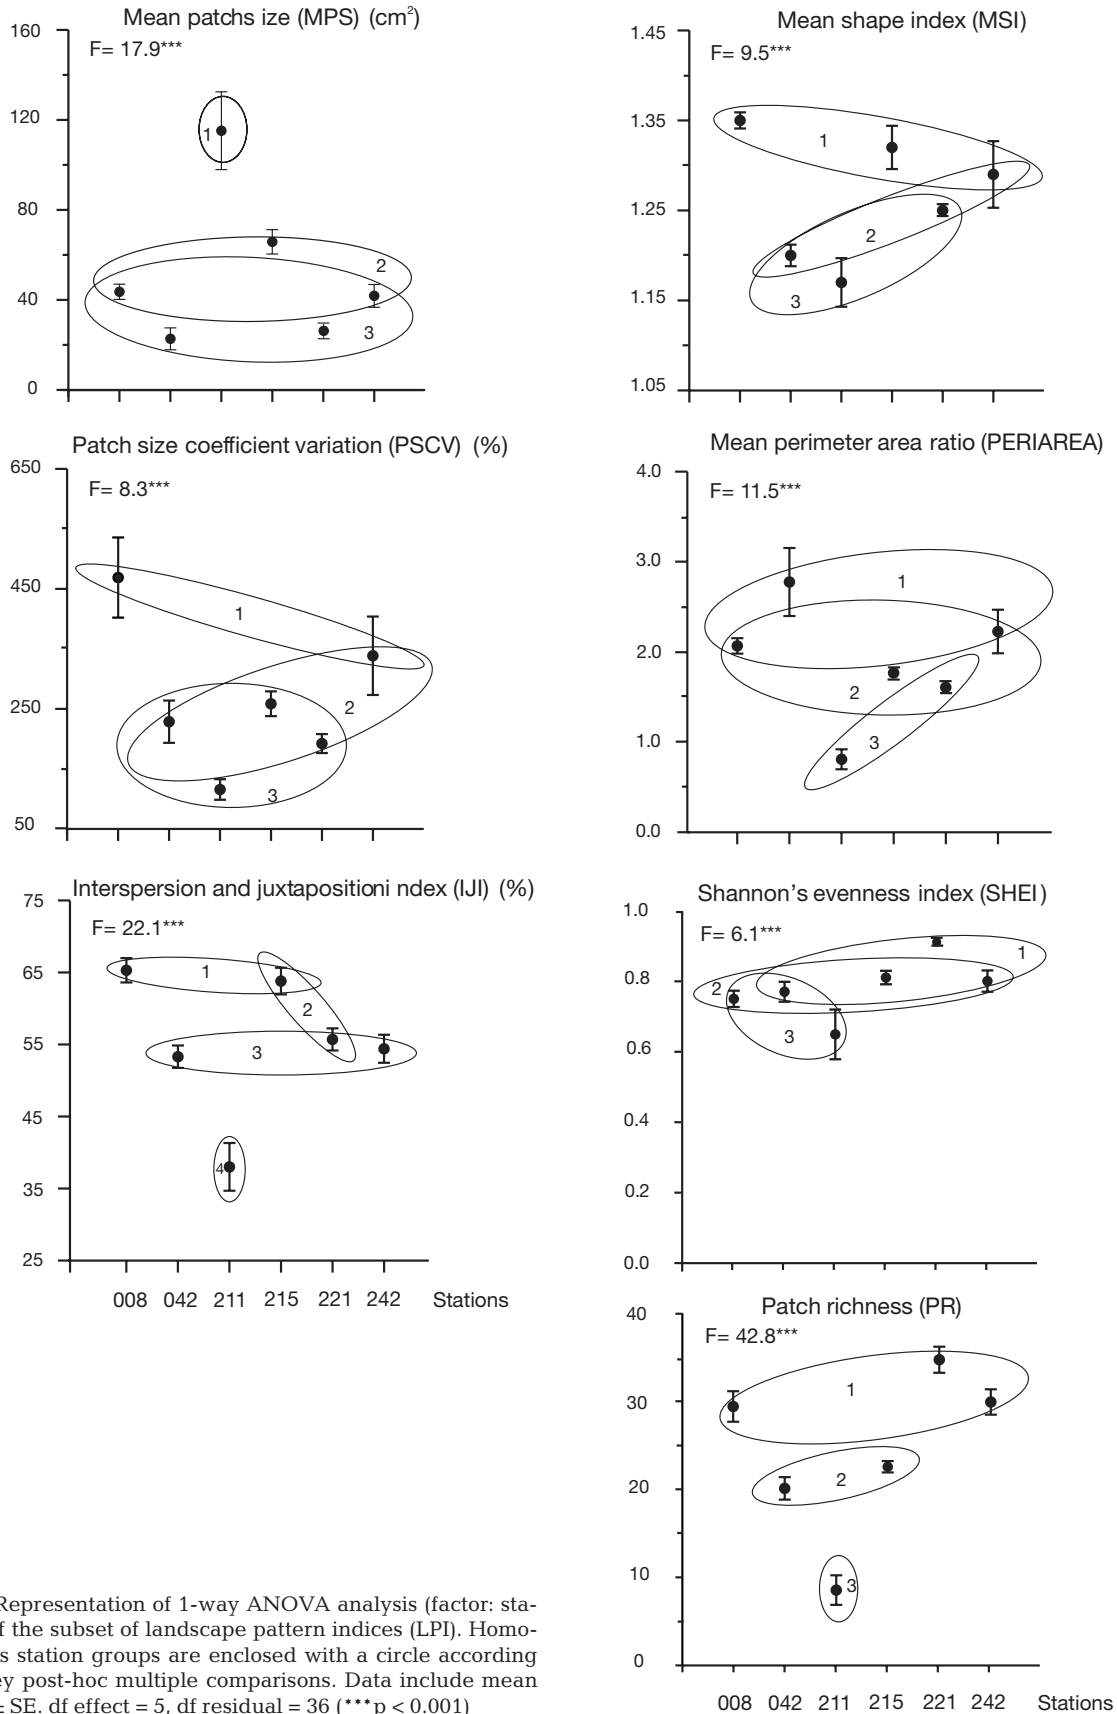 Mean patchs ize (MPS) (cm²)
F= 17.9***
160
120
80
40
0
1
2
3
Mean shape index (MSI)
F= 9.5***
1.45
1.35
1.25
1.15
1.05
1
2
3
Patch size coefficient variation (PSCV) (%)
F= 8.3***
650
450
250
50
1
2
3
Mean perimeter area ratio (PERIAREA)
F= 11.5***
4.0
3.0
2.0
1.0
0.0
1
2
3
Interspersion and juxtapositioni ndex (IJI) (%)
F= 22.1***
75
65
55
45
35
25
1
2
3
4
008 042 211 215 221 242 Stations
Shannon's evenness index (SHEI)
F= 6.1***
1.0
0.8
0.6
0.4
0.2
0.0
1
2
3
Patch richness (PR)
F= 42.8***
40
30
20
10
0
1
2
3
008 042 211 215 221 242 Stations
Representation of 1-way ANOVA analysis (factor: sta-
f the subset of landscape pattern indices (LPI). Homo-
s station groups are enclosed with a circle according
ey post-hoc multiple comparisons. Data include mean
± SE. df effect = 5, df residual = 36 (***p < 0.001)